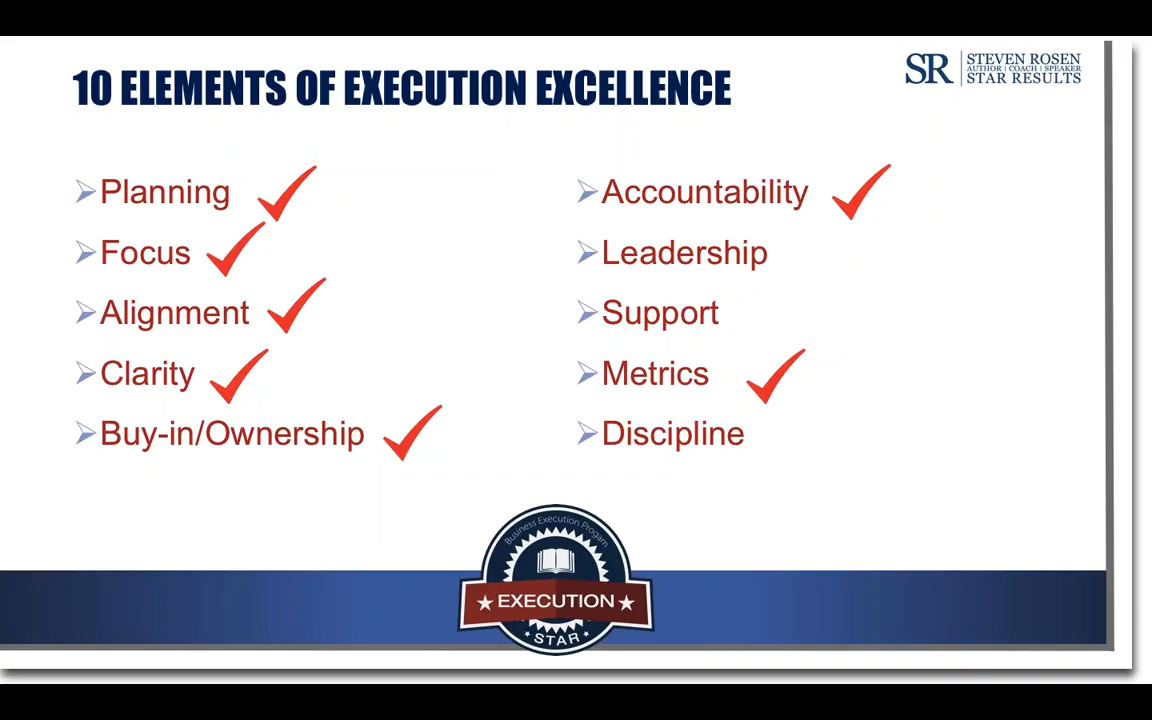 10 ELEMENTS OF EXECUTION EXCELLENCE
SR
STEVEN ROSEN
AUTHOR | COACH | SPEAKER
STAR RESULTS
Planning
Focus
Alignment
Clarity
Buy-in/Ownership
Accountability
Leadership
Support
Metrics
Discipline
Business Execution Progam
EXECUTION
STAR